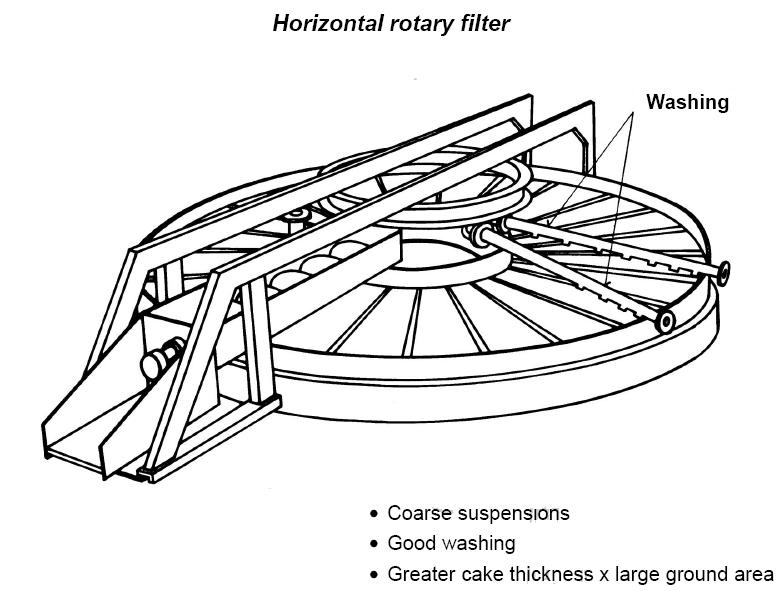 Horizontal rotary filter
Washing
• Coarse suspensions
• Good washing
• Greater cake thickness x large ground area